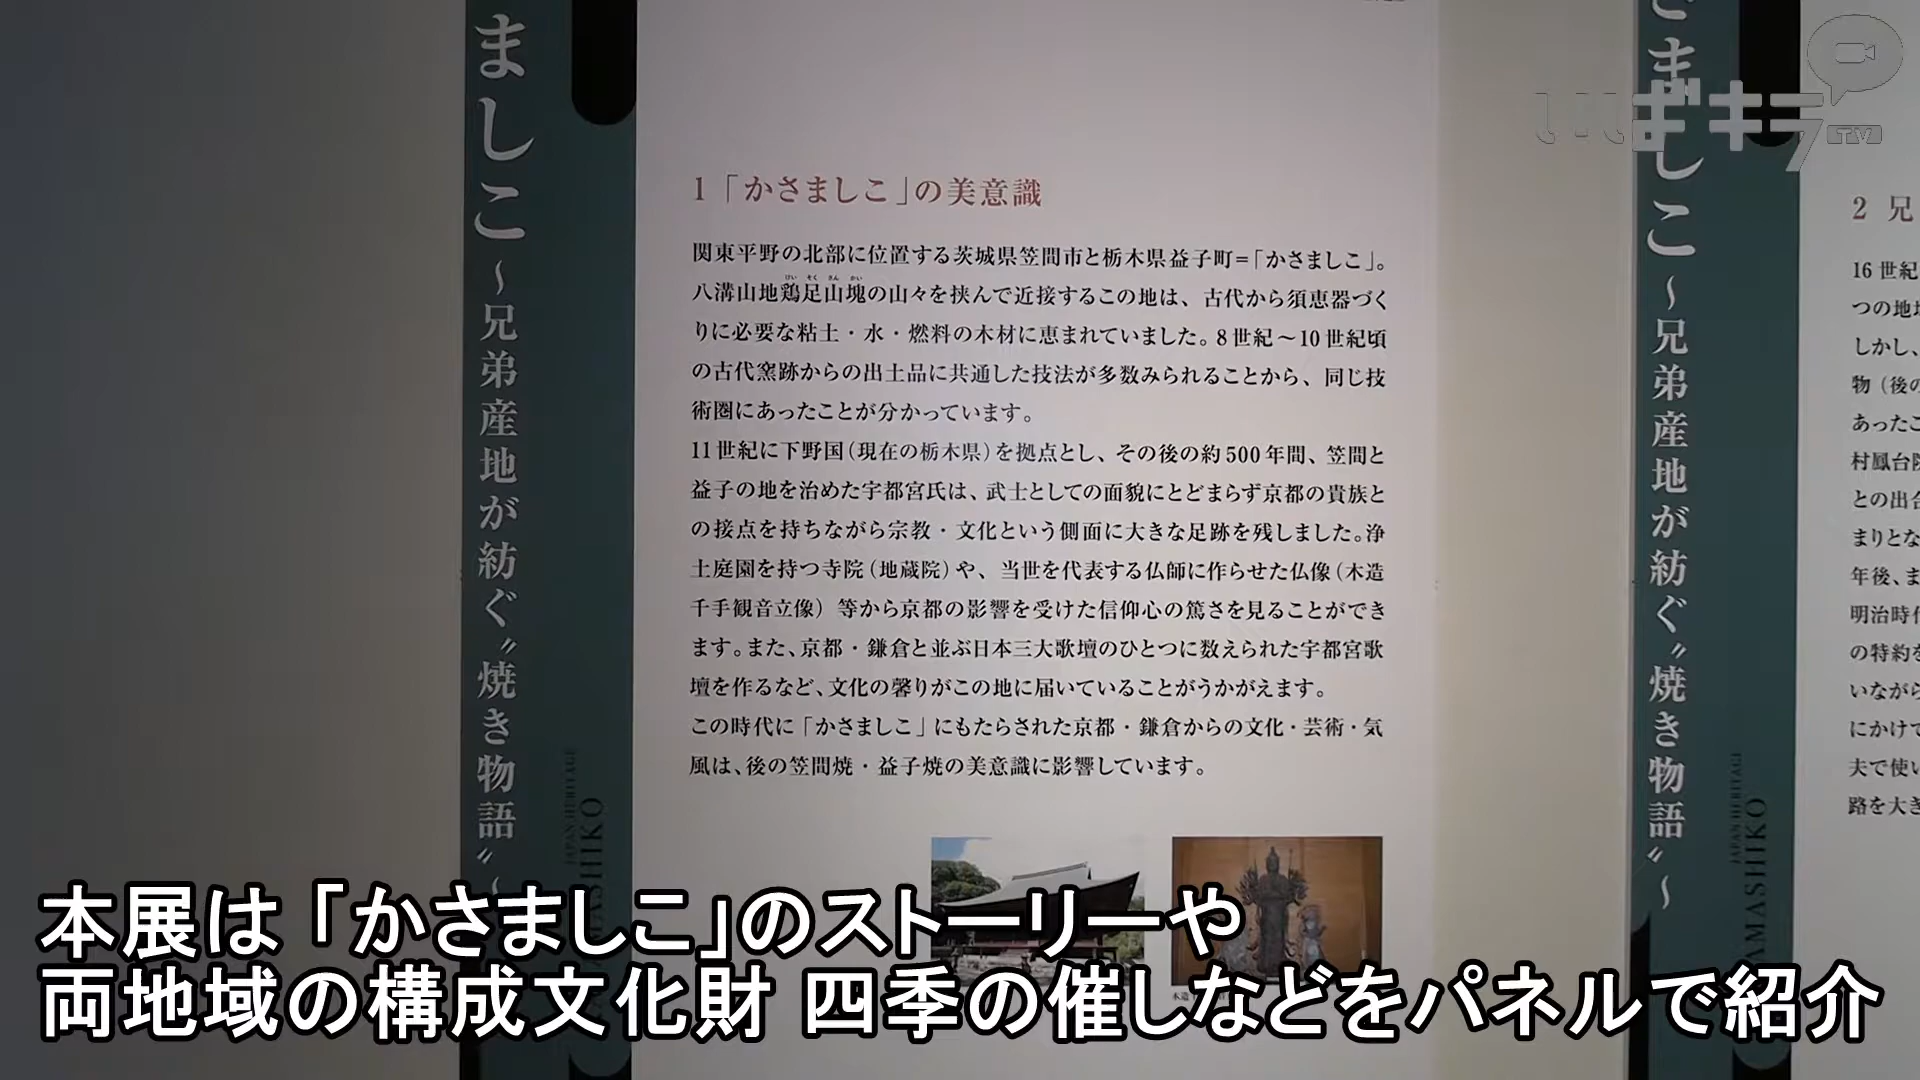 ましこ
～兄弟産地が紡ぐ〝焼き物語〟～
JAPAN HERITAGE
1「かさましこ」の美意識
関東平野の北部に位置する茨城県笠間市と栃木県益子町=「かさましこ」。
けい そく さん かい
八溝山地鶏足山塊の山々を挟んで近接するこの地は、古代から須恵器づく
りに必要な粘土・水・燃料の木材に恵まれていました。8世紀～10世紀頃
の古代窯跡からの出土品に共通した技法が多数みられることから、同じ技
術圏にあったことが分かっています。
11世紀に下野国(現在の栃木県)を拠点とし、その後の約500年間、笠間と
益子の地を治めた宇都宮氏は、武士としての面貌にとどまらず京都の貴族と
の接点を持ちながら宗教・文化という側面に大きな足跡を残しました。浄
土庭園を持つ寺院(地蔵院)や、当世を代表する仏師に作らせた仏像(木造
千手観音立像)等から京都の影響を受けた信仰心の篤さを見ることができ
ます。また、京都・鎌倉と並ぶ日本三大歌壇のひとつに数えられた宇都宮歌
壇を作るなど、文化の馨りがこの地に届いていることがうかがえます。
この時代に「かさましこ」にもたらされた京都・鎌倉からの文化・芸術・気
風は、後の笠間焼・益子焼の美意識に影響しています。
さましこ
～兄弟産地が紡ぐ〝焼き物語〟～
JAPAN HERITAGE
AMASHIKO
2 兄
16世紀
つの地域
しかし、
物(後の
あったこ
村鳳台院
との出合
まりとな
年後、ま
明治時代
の特約を
いながら
にかけて
夫で使い
路を大き
いばキラTV
本展は「かさましこ」のストーリーや
両地域の構成文化財 四季の催しなどをパネルで紹介